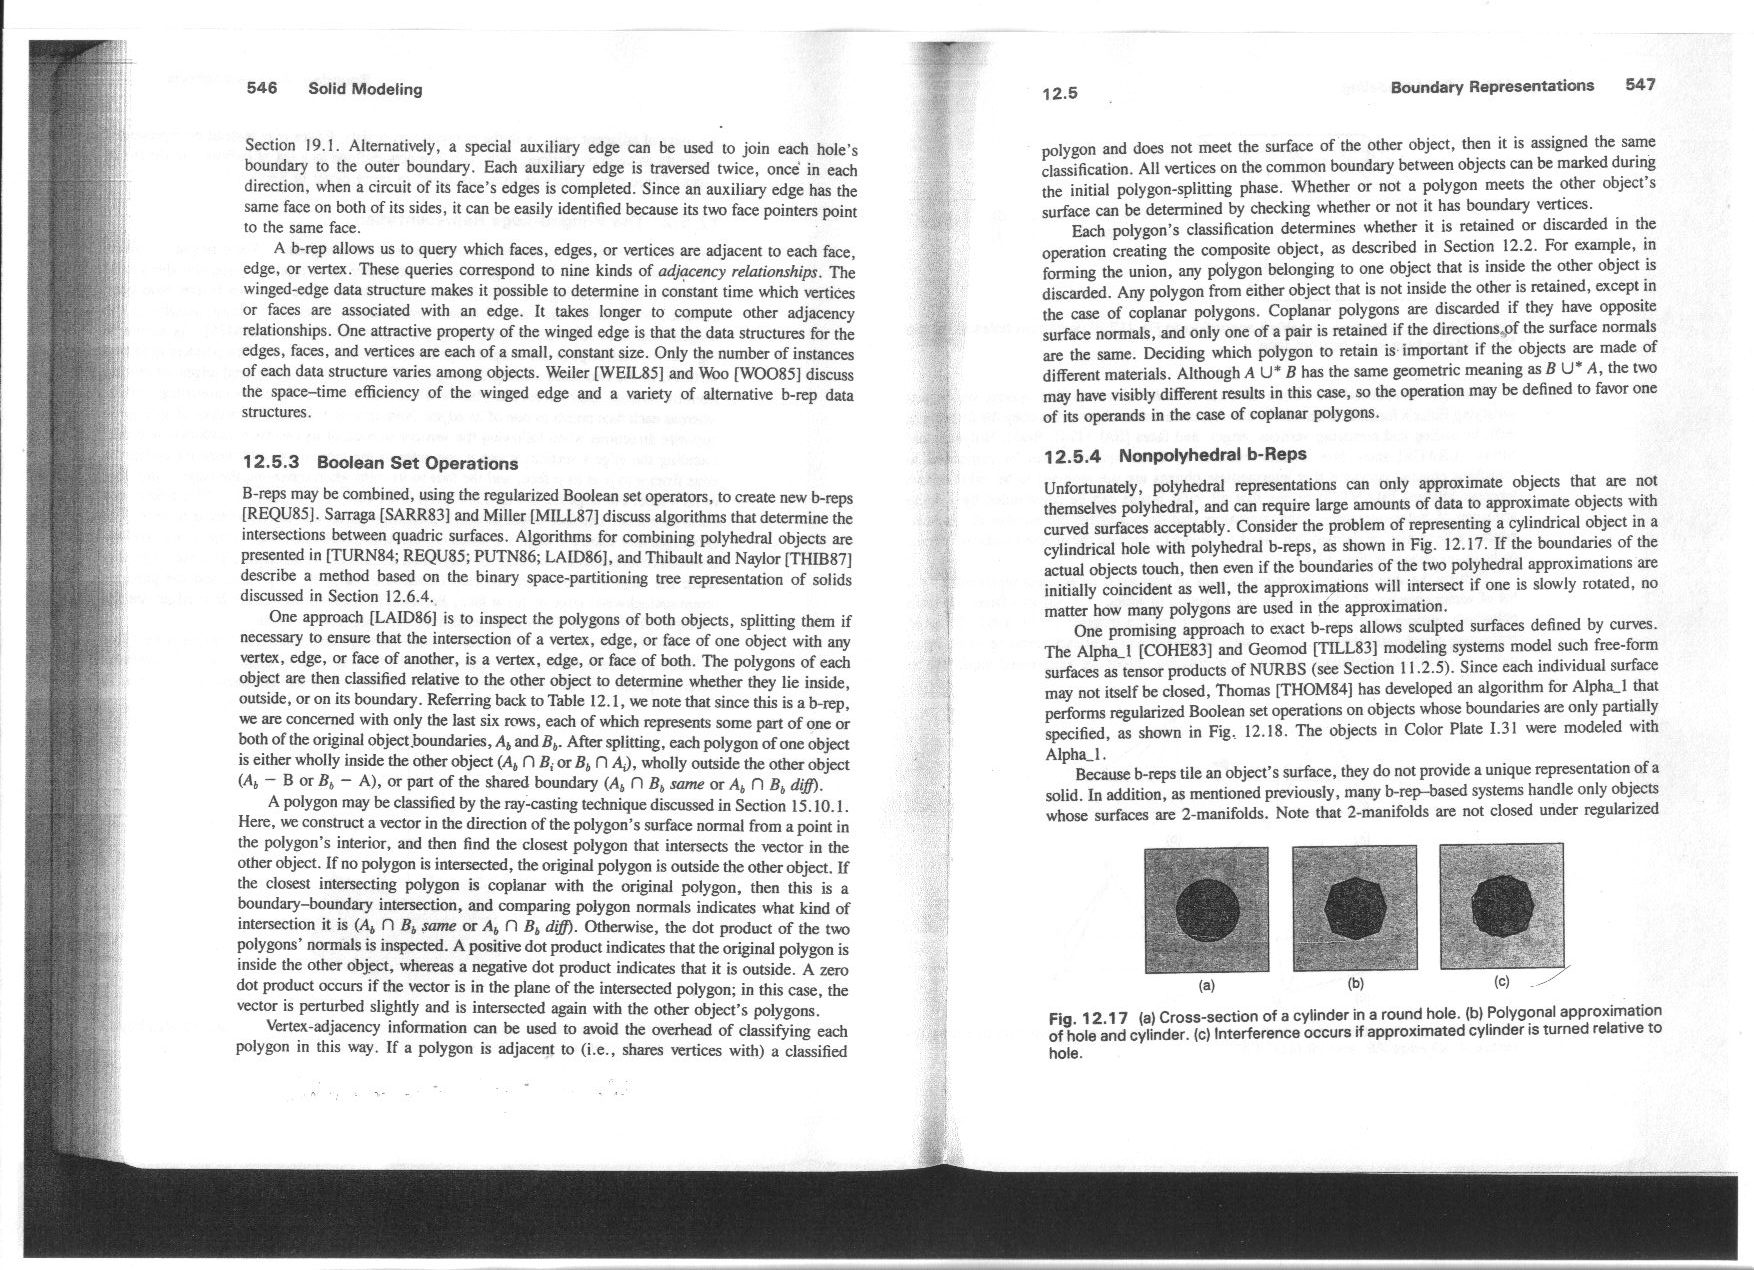 546 Solid Modeling
Section 19.1. Alternatively, a special auxiliary edge can be used to join each hole's
boundary to the outer boundary. Each auxiliary edge is traversed twice, once in each
direction, when a circuit of its face's edges is completed. Since an auxiliary edge has the
same face on both of its sides, it can be easily identified because its two face pointers point
to the same face.
A b-rep allows us to query which faces, edges, or vertices are adjacent to each face,
edge, or vertex. These queries correspond to nine kinds of adjacency relationships. The
winged-edge data structure makes it possible to determine in constant time which vertices
or faces are associated with an edge. It takes longer to compute other adjacency
relationships. One attractive property of the winged edge is that the data structures for the
edges, faces, and vertices are each of a small, constant size. Only the number of instances
of each data structure varies among objects. Weiler [WEIL85] and Woo [WOO85] discuss
the space–time efficiency of the winged edge and a variety of alternative b-rep data
structures.
12.5.3 Boolean Set Operations
B-reps may be combined, using the regularized Boolean set operators, to create new b-reps
[REQU85]. Sarraga [SARR83] and Miller [MILL87] discuss algorithms that determine the
intersections between quadric surfaces. Algorithms for combining polyhedral objects are
presented in [TURN84; REQU85; PUTN86; LAID86], and Thibault and Naylor [THIB87]
describe a method based on the binary space-partitioning tree representation of solids
discussed in Section 12.6.4.
One approach [LAID86] is to inspect the polygons of both objects, splitting them if
necessary to ensure that the intersection of a vertex, edge, or face of one object with any
vertex, edge, or face of another, is a vertex, edge, or face of both. The polygons of each
object are then classified relative to the other object to determine whether they lie inside,
outside, or on its boundary. Referring back to Table 12.1, we note that since this is a b-rep,
we are concerned with only the last six rows, each of which represents some part of one or
both of the original object boundaries, A_b and B_b. After splitting, each polygon of one object
is either wholly inside the other object (A_b ∩ B_i or B_b ∩ A_i), wholly outside the other object
(A_b − B or B_b − A), or part of the shared boundary (A_b ∩ B_b same or A_b ∩ B_b diff).
A polygon may be classified by the ray-casting technique discussed in Section 15.10.1.
Here, we construct a vector in the direction of the polygon's surface normal from a point in
the polygon's interior, and then find the closest polygon that intersects the vector in the
other object. If no polygon is intersected, the original polygon is outside the other object. If
the closest intersecting polygon is coplanar with the original polygon, then this is a
boundary–boundary intersection, and comparing polygon normals indicates what kind of
intersection it is (A_b ∩ B_b same or A_b ∩ B_b diff). Otherwise, the dot product of the two
polygons' normals is inspected. A positive dot product indicates that the original polygon is
inside the other object, whereas a negative dot product indicates that it is outside. A zero
dot product occurs if the vector is in the plane of the intersected polygon; in this case, the
vector is perturbed slightly and is intersected again with the other object's polygons.
Vertex-adjacency information can be used to avoid the overhead of classifying each
polygon in this way. If a polygon is adjacent to (i.e., shares vertices with) a classified
12.5 Boundary Representations 547
polygon and does not meet the surface of the other object, then it is assigned the same
classification. All vertices on the common boundary between objects can be marked during
the initial polygon-splitting phase. Whether or not a polygon meets the other object's
surface can be determined by checking whether or not it has boundary vertices.
Each polygon's classification determines whether it is retained or discarded in the
operation creating the composite object, as described in Section 12.2. For example, in
forming the union, any polygon belonging to one object that is inside the other object is
discarded. Any polygon from either object that is not inside the other is retained, except in
the case of coplanar polygons. Coplanar polygons are discarded if they have opposite
surface normals, and only one of a pair is retained if the directions of the surface normals
are the same. Deciding which polygon to retain is important if the objects are made of
different materials. Although A ∪* B has the same geometric meaning as B ∪* A, the two
may have visibly different results in this case, so the operation may be defined to favor one
of its operands in the case of coplanar polygons.
12.5.4 Nonpolyhedral b-Reps
Unfortunately, polyhedral representations can only approximate objects that are not
themselves polyhedral, and can require large amounts of data to approximate objects with
curved surfaces acceptably. Consider the problem of representing a cylindrical object in a
cylindrical hole with polyhedral b-reps, as shown in Fig. 12.17. If the boundaries of the
actual objects touch, then even if the boundaries of the two polyhedral approximations are
initially coincident as well, the approximations will intersect if one is slowly rotated, no
matter how many polygons are used in the approximation.
One promising approach to exact b-reps allows sculpted surfaces defined by curves.
The Alpha_1 [COHE83] and Geomod [TILL83] modeling systems model such free-form
surfaces as tensor products of NURBS (see Section 11.2.5). Since each individual surface
may not itself be closed, Thomas [THOM84] has developed an algorithm for Alpha_1 that
performs regularized Boolean set operations on objects whose boundaries are only partially
specified, as shown in Fig. 12.18. The objects in Color Plate I.31 were modeled with
Alpha_1.
Because b-reps tile an object's surface, they do not provide a unique representation of a
solid. In addition, as mentioned previously, many b-rep–based systems handle only objects
whose surfaces are 2-manifolds. Note that 2-manifolds are not closed under regularized
(a) (b) (c)
Fig. 12.17 (a) Cross-section of a cylinder in a round hole. (b) Polygonal approximation
of hole and cylinder. (c) Interference occurs if approximated cylinder is turned relative to
hole.